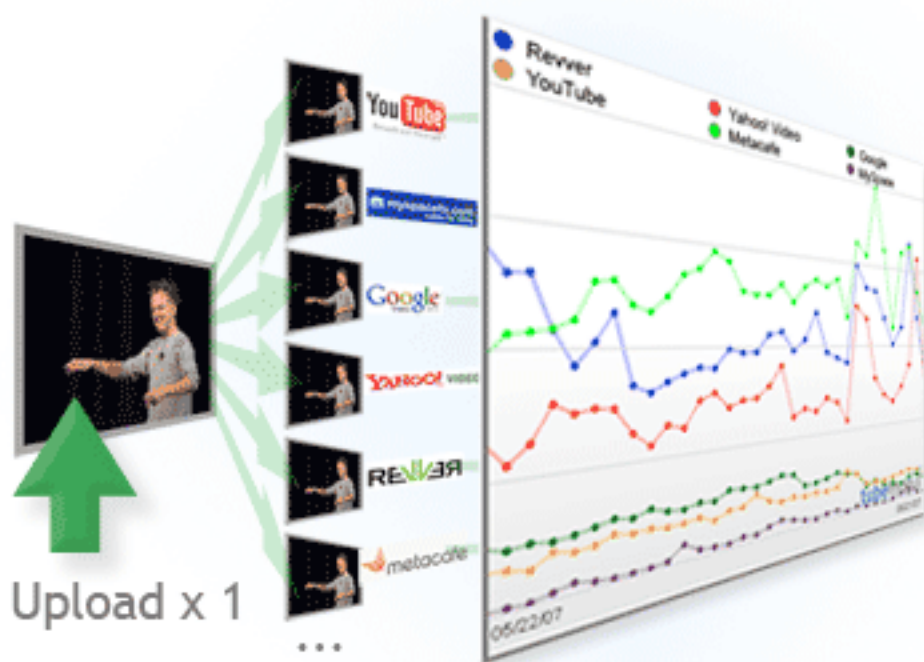 Upload x 1
YouTube
Google
YAHOO! VIDEO
REVVER
metacafe
...
Revver
YouTube
Yahoo! Video
Metacafe
Google
MySpace
05/22/07